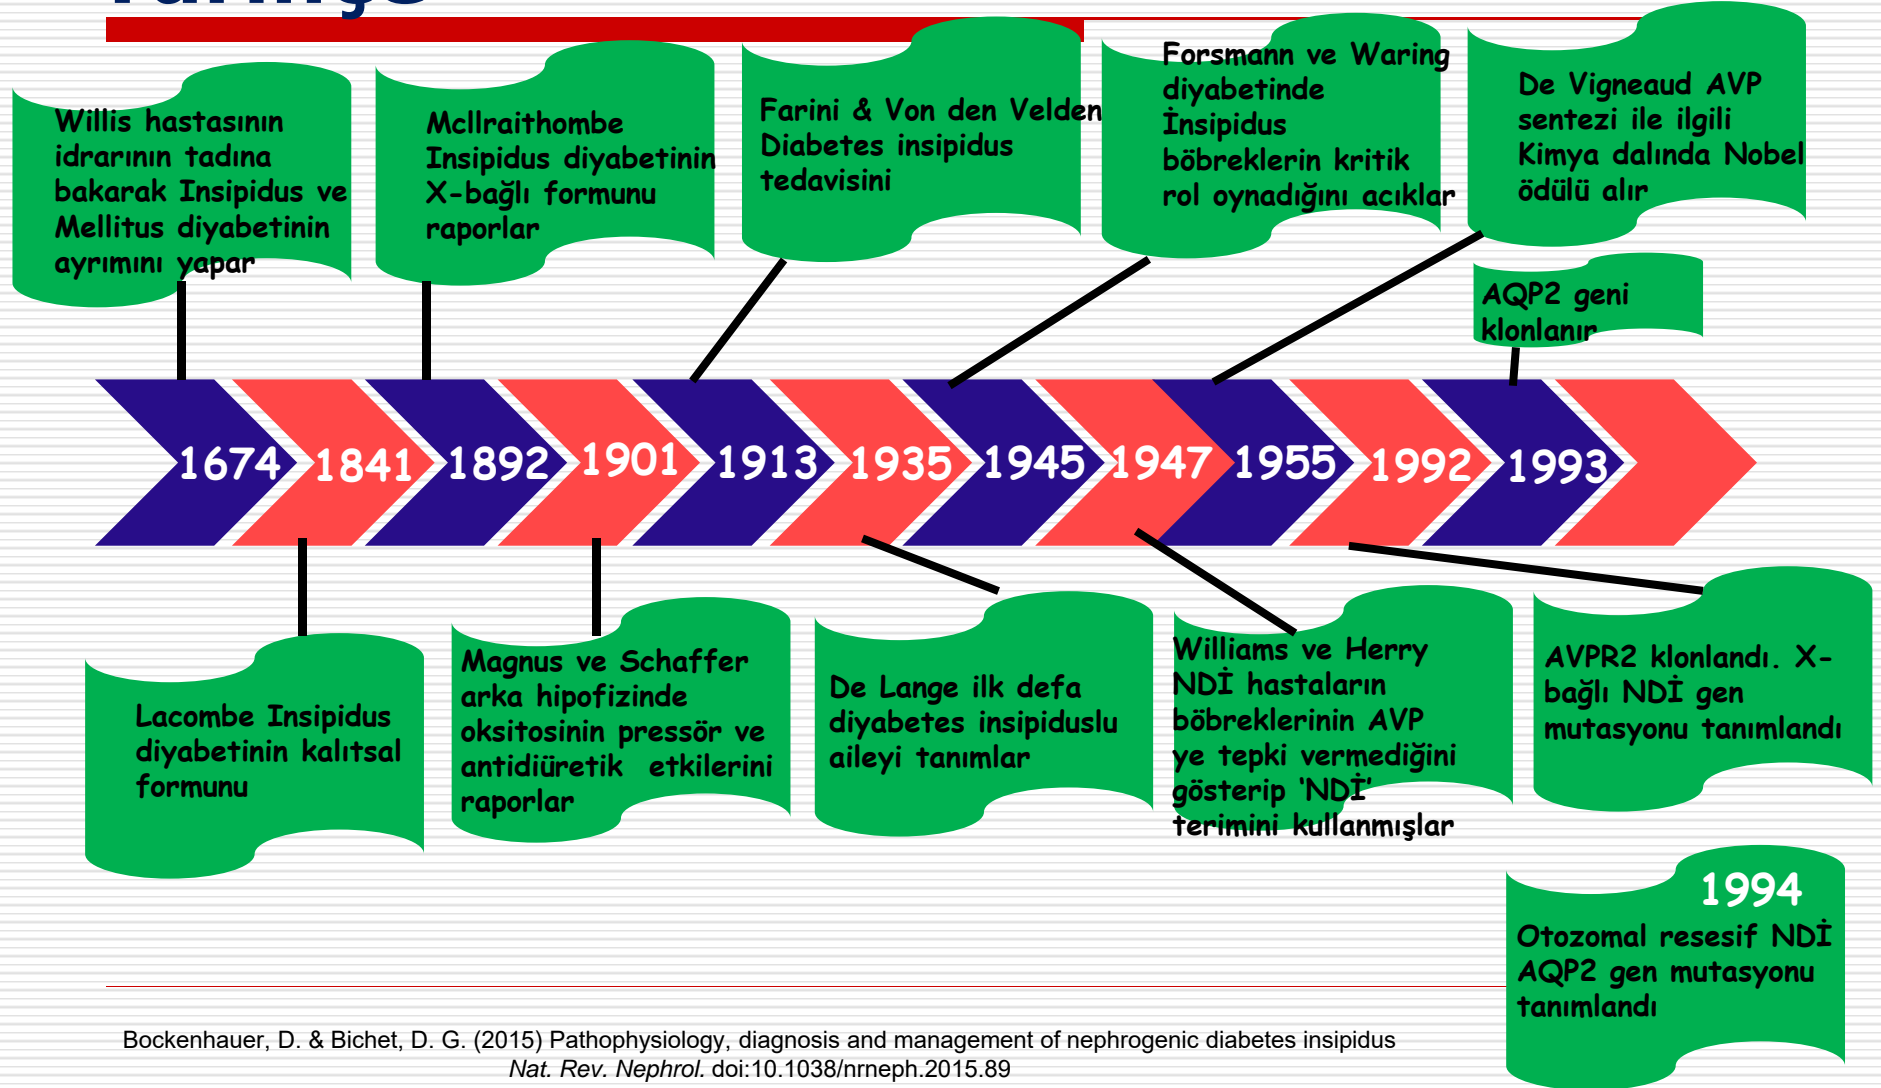 Tarihçe
Willis hastasının
idrarının tadına
bakarak Insipidus ve
Mellitus diyabetinin
ayrımını yapar
Mcllraithombe
Insipidus diyabetinin
X-bağlı formunu
raporlar
Farini & Von den Velden
Diabetes insipidus
tedavisini
Forsmann ve Waring
diyabetinde
İnsipidus
böbreklerin kritik
rol oynadığını acıklar
De Vigneaud AVP
sentezi ile ilgili
Kimya dalında Nobel
ödülü alır
AQP2 geni
klonlanır
1674
1841
1892
1901
1913
1935
1945
1947
1955
1992
1993
Lacombe Insipidus
diyabetinin kalıtsal
formunu
Magnus ve Schaffer
arka hipofizinde
oksitosinin pressör ve
antidiüretik etkilerini
raporlar
De Lange ilk defa
diyabetes insipiduslu
aileyi tanımlar
Williams ve Herry
NDİ hastaların
böbreklerinin AVP
ye tepki vermediğini
gösterip ‘NDİ’
terimini kullanmışlar
AVPR2 klonlandı. X-
bağlı NDİ gen
mutasyonu tanımlandı
1994
Otozomal resesif NDİ
AQP2 gen mutasyonu
tanımlandı
Bockenhauer, D. & Bichet, D. G. (2015) Pathophysiology, diagnosis and management of nephrogenic diabetes insipidus
Nat. Rev. Nephrol. doi:10.1038/nrneph.2015.89